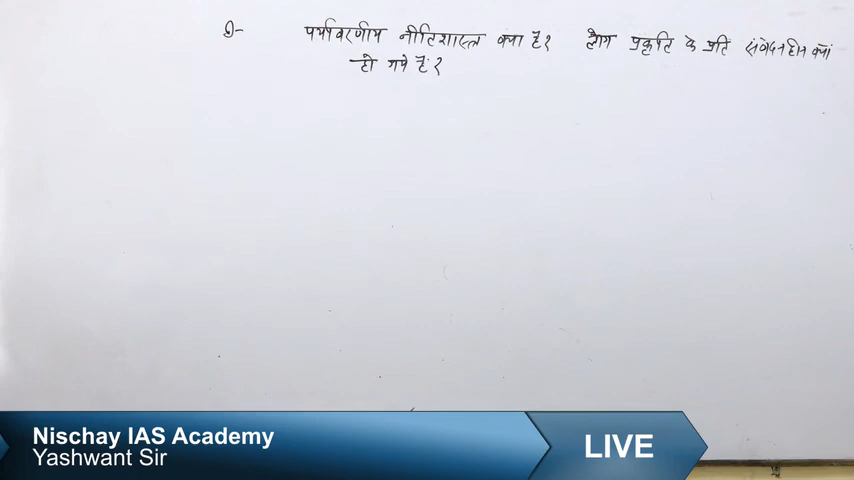 Q- पर्यावरणीय नीतिशास्त्र क्या है? लोग प्रकृति के प्रति संवेदनहीन क्यों
हो गये हैं?
Nischay IAS Academy
Yashwant Sir
LIVE